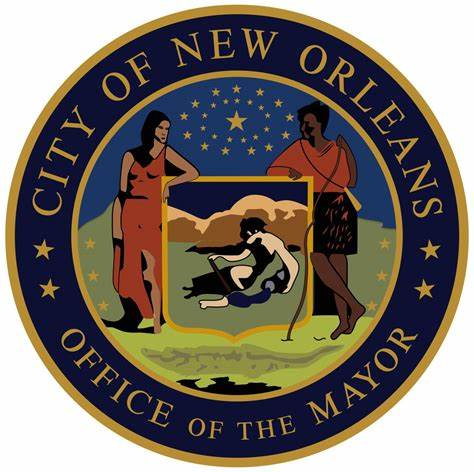 CITY OF NEW ORLEANS
OFFICE OF THE MAYOR